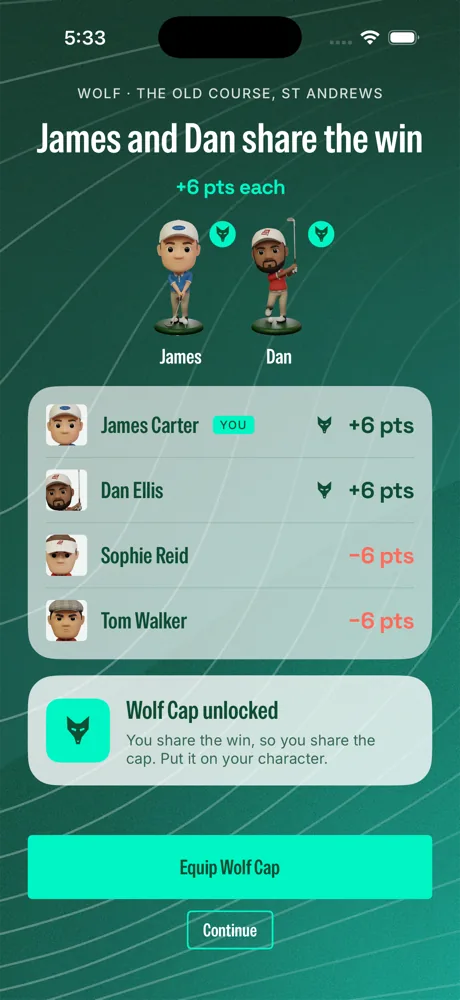 5:33
WOLF · THE OLD COURSE, ST ANDREWS
James and Dan share the win
+6 pts each
James
Dan
James Carter YOU +6 pts
Dan Ellis +6 pts
Sophie Reid −6 pts
Tom Walker −6 pts
Wolf Cap unlocked
You share the win, so you share the
cap. Put it on your character.
Equip Wolf Cap
Continue